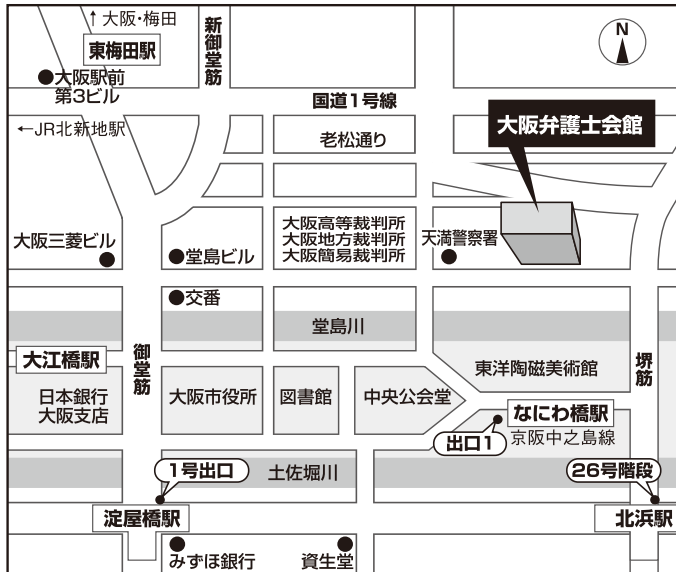 ↑大阪・梅田
東梅田駅
新御堂筋
N
大阪駅前
第3ビル
国道1号線
←JR北新地駅
老松通り
大阪弁護士会館
大阪三菱ビル
堂島ビル
大阪高等裁判所
大阪地方裁判所
大阪簡易裁判所
天満警察署
交番
堂島川
大江橋駅
御堂筋
東洋陶磁美術館
堺筋
日本銀行
大阪支店
大阪市役所
図書館
中央公会堂
なにわ橋駅
京阪中之島線
出口1
1号出口
土佐堀川
26号階段
淀屋橋駅
北浜駅
みずほ銀行
資生堂